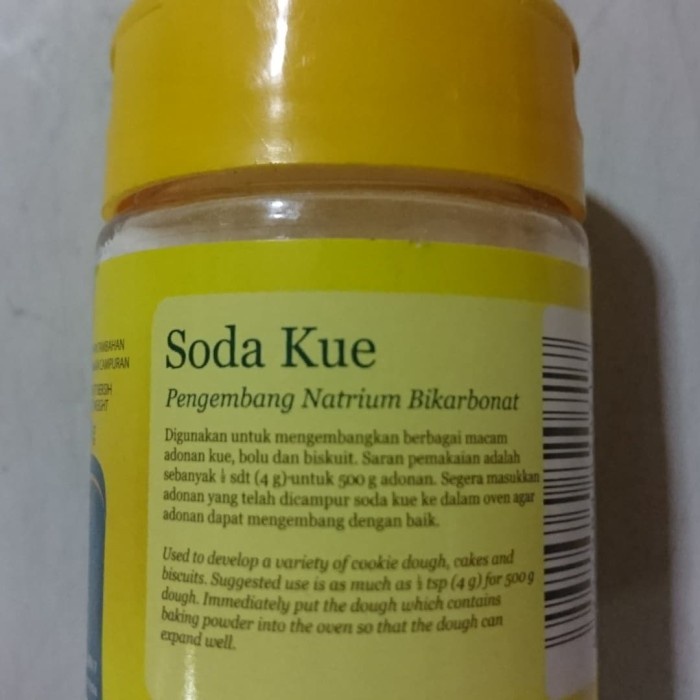 Soda Kue
Pengembang Natrium Bikarbonat
Digunakan untuk mengembangkan berbagai macam
adonan kue, bolu dan biskuit. Saran pemakaian adalah
sebanyak sdt (4 g) untuk 500 g adonan. Segera masukkan
adonan yang telah dicampur soda kue ke dalam oven agar
adonan dapat mengembang dengan baik.
Used to develop a variety of cookie dough, cakes and
biscuits. Suggested use is as much as tsp (4 g) for 500 g
dough. Immediately put the dough which contains
baking powder into the oven so that the dough can
expand well.